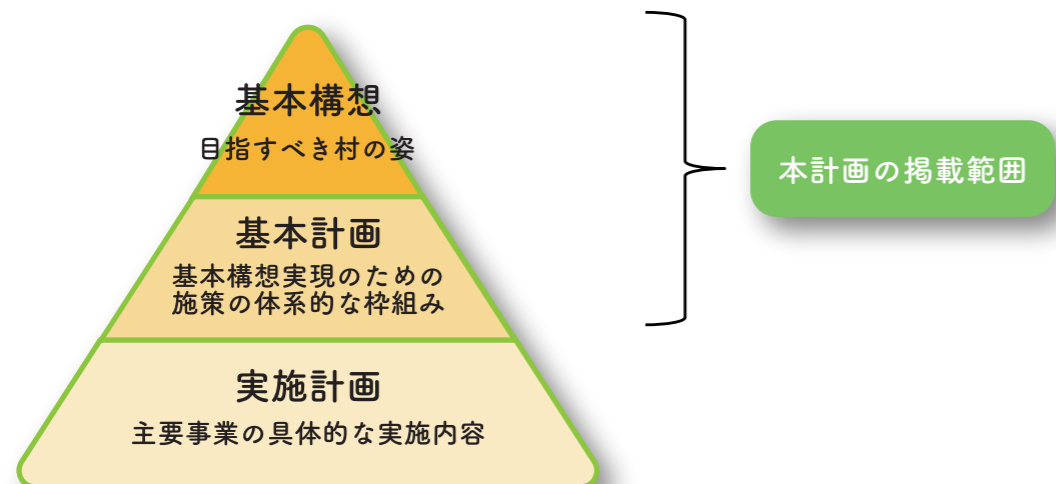 基本構想
目指すべき村の姿
本計画の掲載範囲
基本計画
基本構想実現のための
施策の体系的な枠組み
実施計画
主要事業の具体的な実施内容